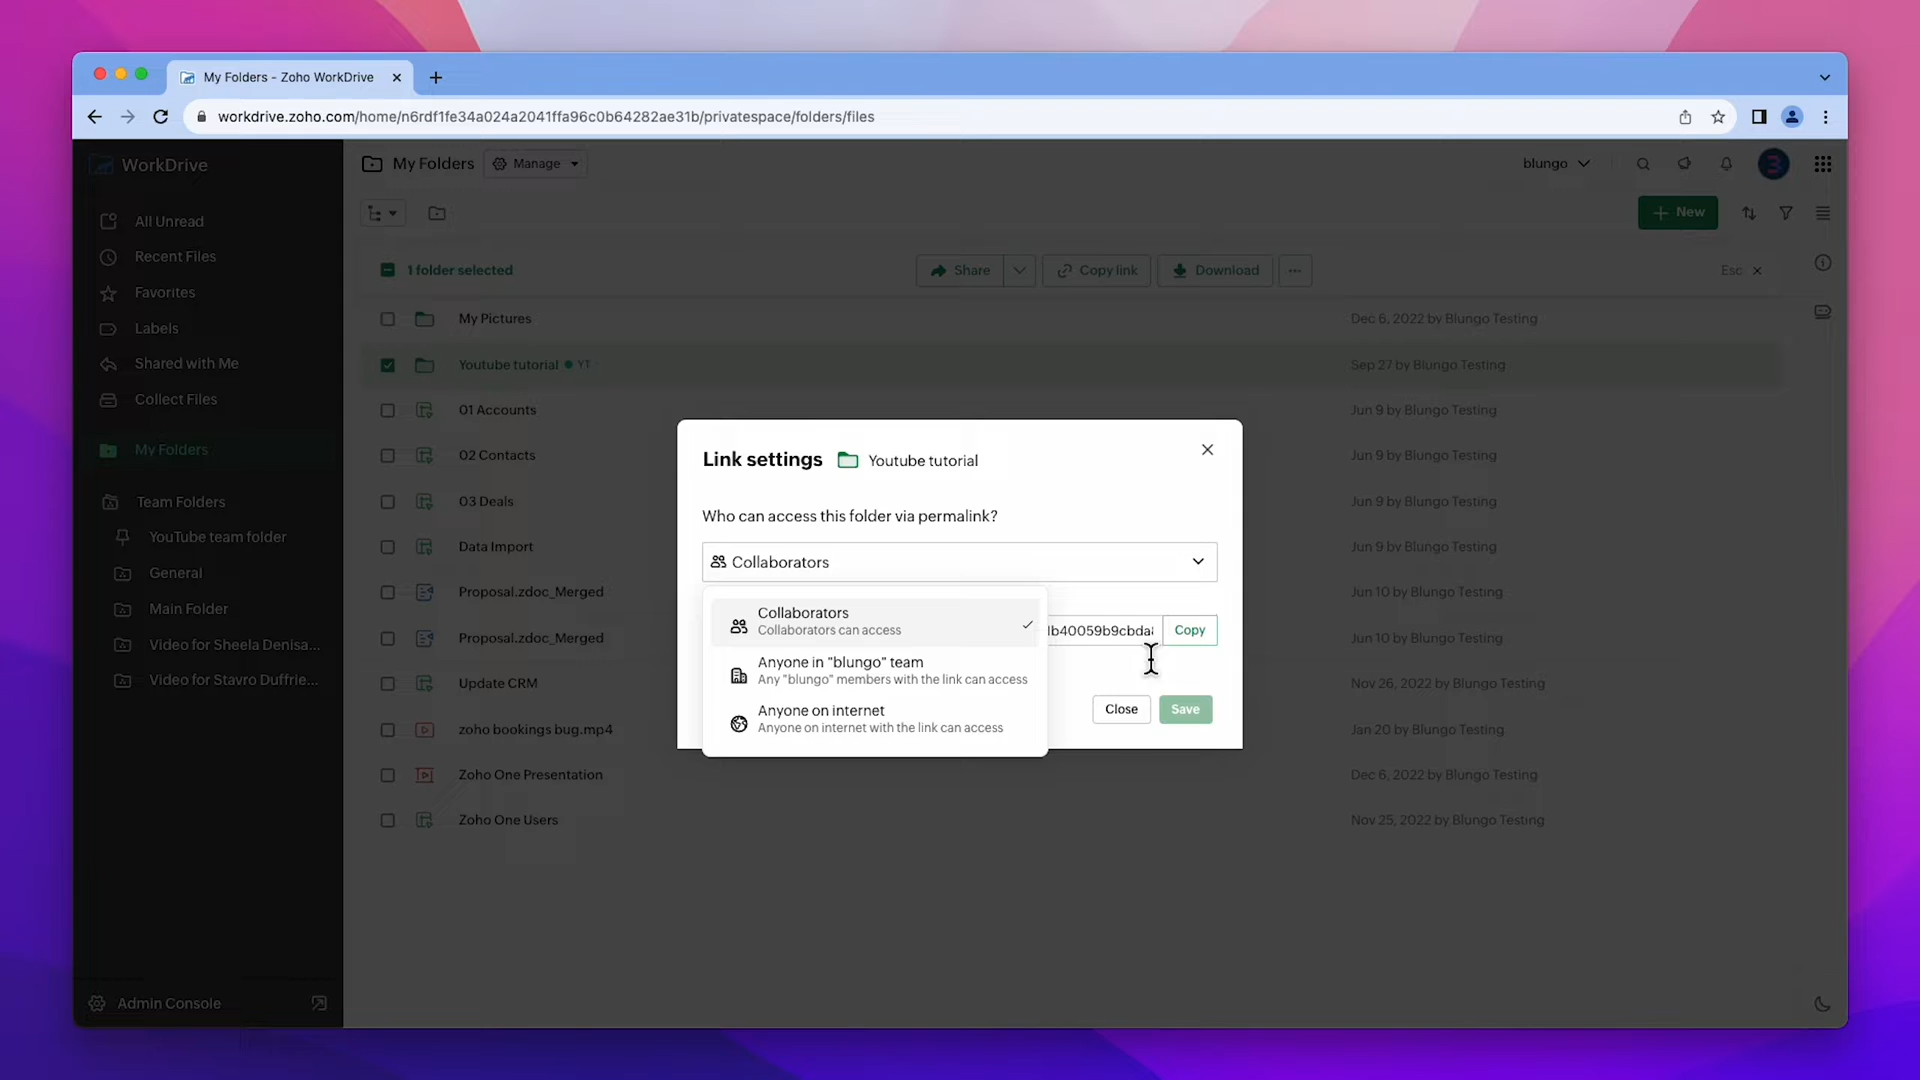 My Folders - Zoho WorkDrive
workdrive.zoho.com/home/n6rdf1fe34a024a2041ffa96c0b64282ae31b/privatespace/folders/files
WorkDrive
My Folders
Manage
blungo
New
All Unread
Recent Files
Favorites
Labels
Shared with Me
Collect Files
My Folders
Team Folders
YouTube team folder
General
Main Folder
Video for Sheela Denisa...
Video for Stavro Duffrie...
Admin Console
1 folder selected
Share
Copy link
Download
Esc
My Pictures
Dec 6, 2022 by Blungo Testing
Youtube tutorial YT
Sep 27 by Blungo Testing
01 Accounts
Jun 9 by Blungo Testing
02 Contacts
Jun 9 by Blungo Testing
03 Deals
Jun 9 by Blungo Testing
Data Import
Jun 9 by Blungo Testing
Proposal.zdoc_Merged
Jun 10 by Blungo Testing
Proposal.zdoc_Merged
Jun 10 by Blungo Testing
Update CRM
Nov 26, 2022 by Blungo Testing
zoho bookings bug.mp4
Jan 20 by Blungo Testing
Zoho One Presentation
Dec 6, 2022 by Blungo Testing
Zoho One Users
Nov 25, 2022 by Blungo Testing
Link settings
Youtube tutorial
Who can access this folder via permalink?
Collaborators
Collaborators
Collaborators can access
Anyone in "blungo" team
Any "blungo" members with the link can access
Anyone on internet
Anyone on internet with the link can access
Copy
Close
Save